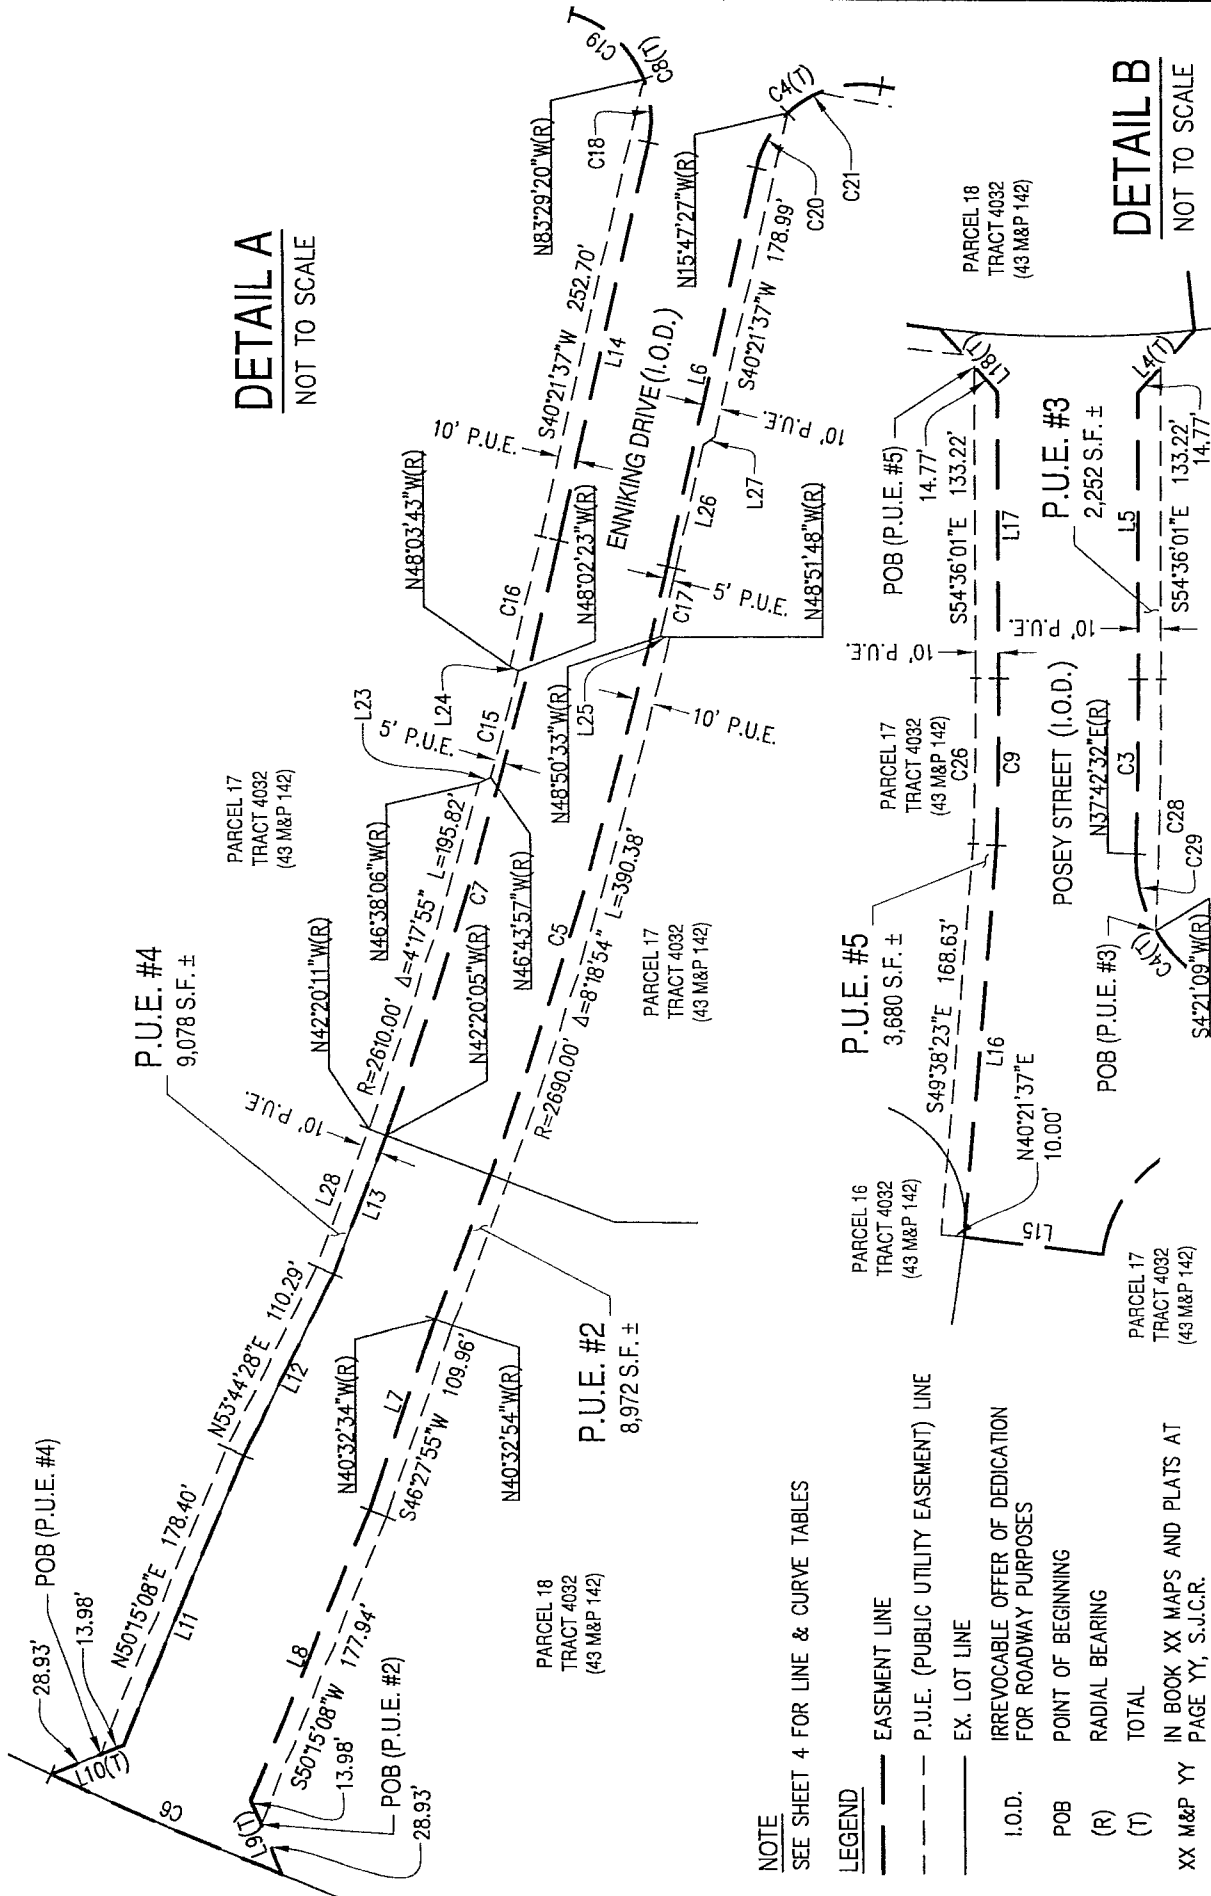 DETAIL A
NOT TO SCALE
28.93'
POB (P.U.E. #4)
13.98'
L10(T)
N50°15'08"E 178.40'
L11
N53°44'28"E 110.29'
L12
P.U.E. #4
9,078 S.F. ±
L28
L13
10' P.U.E.
N42°20'11"W(R)
N42°20'05"W(R)
R=2610.00' Δ=4°17'55" L=195.82'
C7
PARCEL 17
TRACT 4032
(43 M&P 142)
N46°38'06"W(R)
N46°43'57"W(R)
L23
5' P.U.E.
C15
L24
N48°03'43"W(R)
N48°02'23"W(R)
C16
10' P.U.E.
S40°21'37"W 252.70'
L14
ENNIKING DRIVE (I.O.D.)
N83°29'20"W(R)
C18
C19
C8(T)
C6
L9(T)
S50°15'08"W 177.94'
L8
13.98'
POB (P.U.E. #2)
28.93'
L7
S46°27'55"W 109.96'
N40°32'34"W(R)
N40°32'54"W(R)
P.U.E. #2
8,972 S.F. ±
PARCEL 18
TRACT 4032
(43 M&P 142)
R=2690.00' Δ=8°18'54" L=390.38'
C5
PARCEL 17
TRACT 4032
(43 M&P 142)
10' P.U.E.
N48°50'33"W(R)
L25
N48°51'48"W(R)
C17
5' P.U.E.
L26
L27
10' P.U.E.
L6
S40°21'37"W 178.99'
N15°47'27"W(R)
C4(T)
C20
C21
DETAIL B
NOT TO SCALE
PARCEL 16
TRACT 4032
(43 M&P 142)
N40°21'37"E
10.00'
L15
PARCEL 17
TRACT 4032
(43 M&P 142)
S49°38'23"E 168.63'
L16
P.U.E. #5
3,680 S.F. ±
PARCEL 17
TRACT 4032
(43 M&P 142)
C26
C9
10' P.U.E.
S54°36'01"E 133.22'
L17
POB (P.U.E. #5)
14.77'
L18(T)
PARCEL 18
TRACT 4032
(43 M&P 142)
POSEY STREET (I.O.D.)
POB (P.U.E. #3)
C4(T)
S4°21'09"W(R)
C29
C28
N37°42'32"E(R)
C3
10' P.U.E.
P.U.E. #3
2,252 S.F. ±
L5
S54°36'01"E 133.22'
14.77'
L4(T)
NOTE
SEE SHEET 4 FOR LINE & CURVE TABLES
LEGEND
EASEMENT LINE
P.U.E. (PUBLIC UTILITY EASEMENT) LINE
EX. LOT LINE
I.O.D. IRREVOCABLE OFFER OF DEDICATION
FOR ROADWAY PURPOSES
POB POINT OF BEGINNING
(R) RADIAL BEARING
(T) TOTAL
XX M&P YY IN BOOK XX MAPS AND PLATS AT
PAGE YY, S.J.C.R.